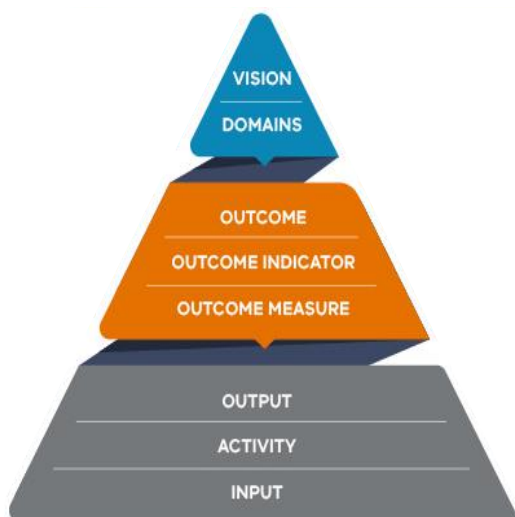 VISION
DOMAINS
OUTCOME
OUTCOME INDICATOR
OUTCOME MEASURE
OUTPUT
ACTIVITY
INPUT